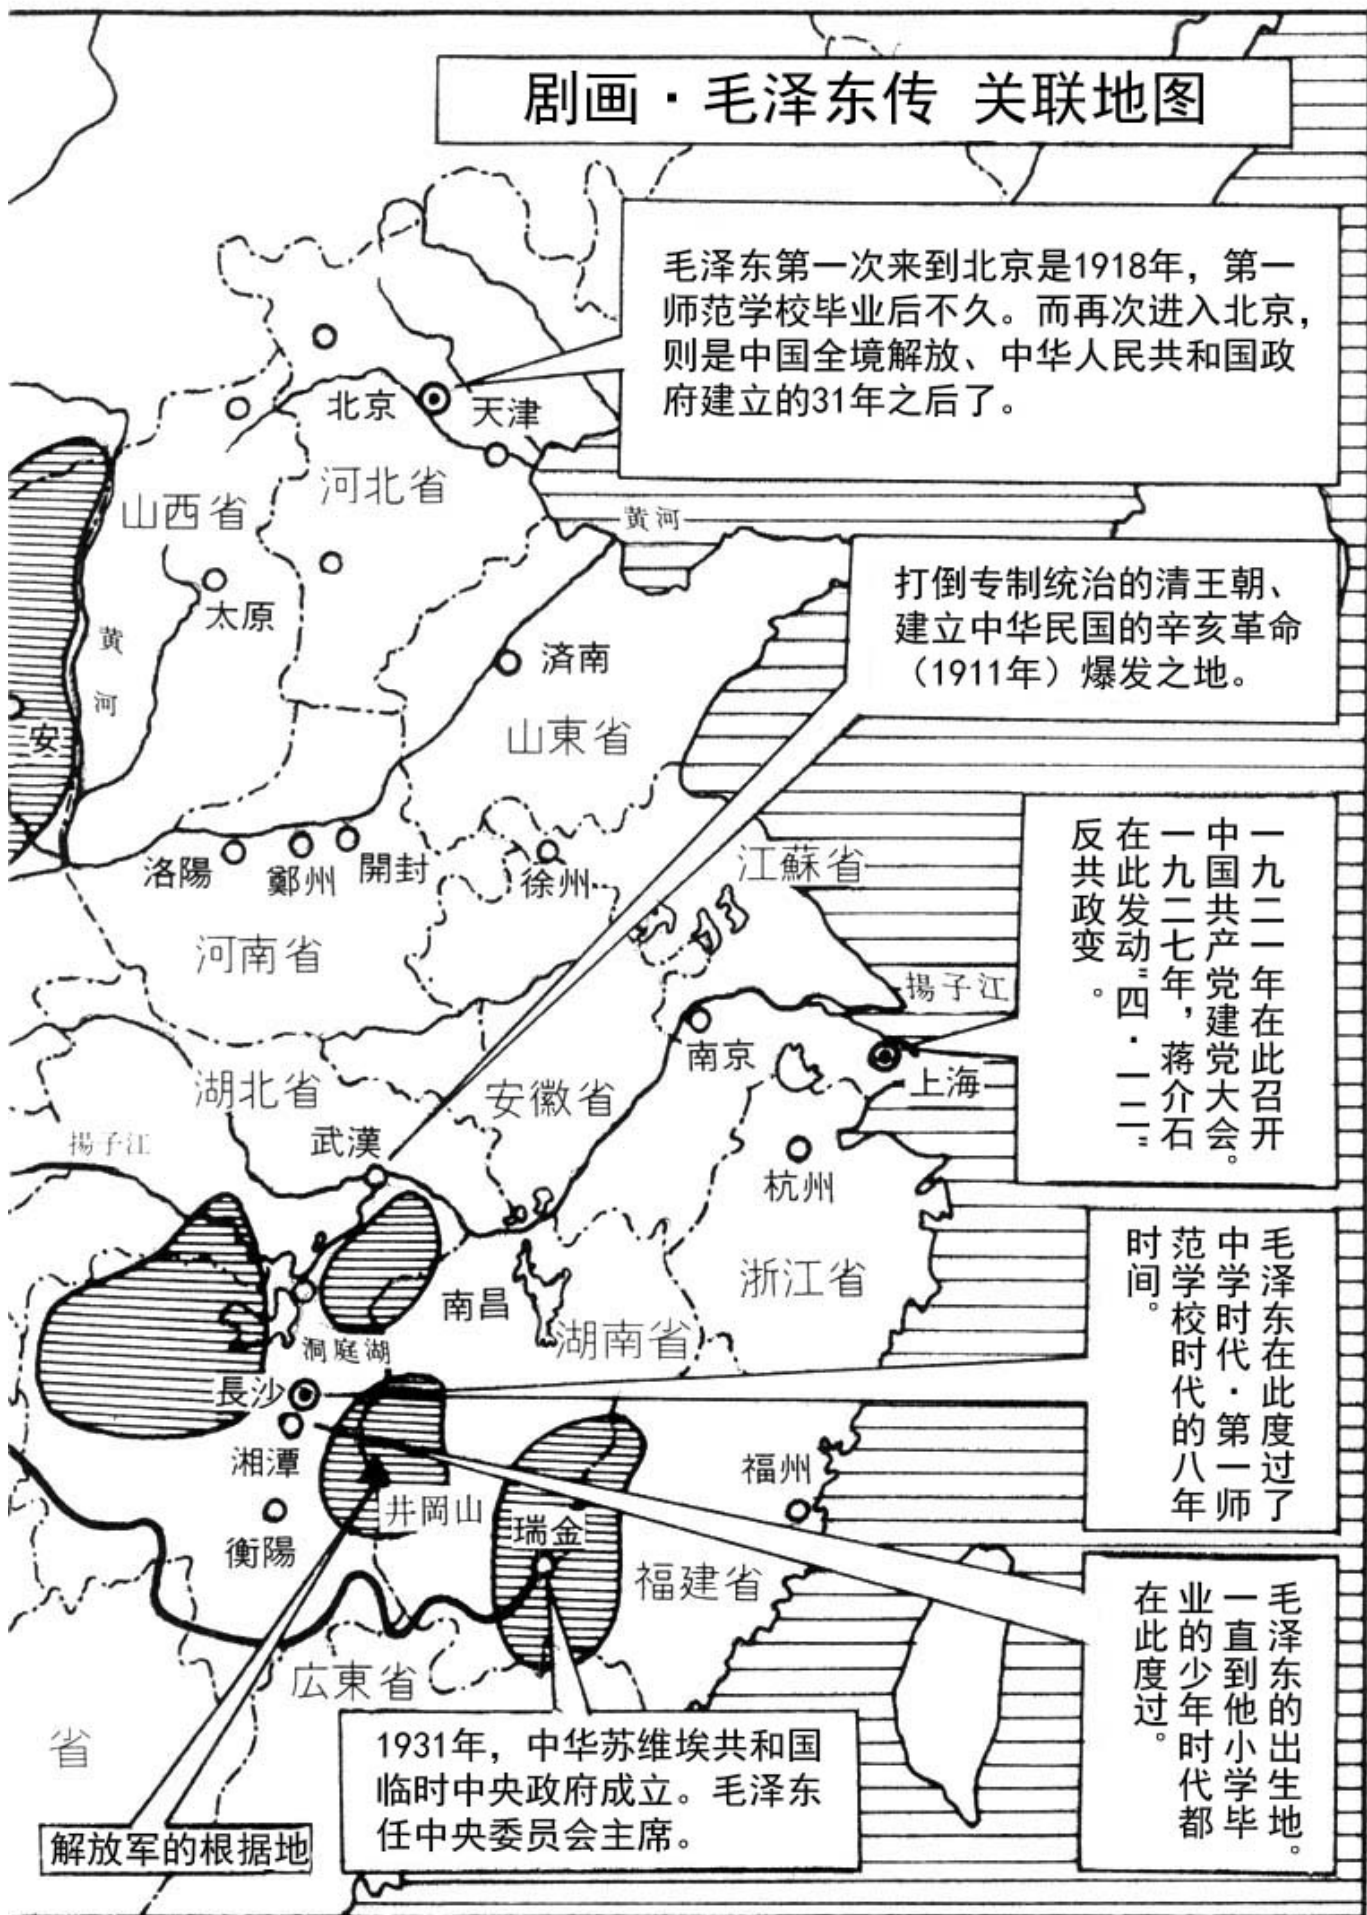 剧画·毛泽东传 关联地图
毛泽东第一次来到北京是1918年，第一
师范学校毕业后不久。而再次进入北京，
则是中国全境解放、中华人民共和国政
府建立的31年之后了。
北京
天津
河北省
山西省
黄河
太原
黄
河
打倒专制统治的清王朝、
建立中华民国的辛亥革命
（1911年）爆发之地。
済南
山東省
安
洛陽
鄭州
開封
徐州
江蘇省
河南省
一九二一年在此召开
中国共产党建党大会。
一九二七年，蒋介石
在此发动“四·一二”
反共政变。
揚子江
南京
上海
湖北省
安徽省
揚子江
武漢
杭州
毛泽东在此度过了
中学时代·第一师
范学校时代的八年
时间。
浙江省
南昌
湖南省
洞庭湖
長沙
湘潭
福州
井岡山
瑞金
衡陽
福建省
毛泽东的出生地。
一直到他小学毕
业的少年时代都
在此度过。
広東省
省
1931年，中华苏维埃共和国
临时中央政府成立。毛泽东
任中央委员会主席。
解放军的根据地